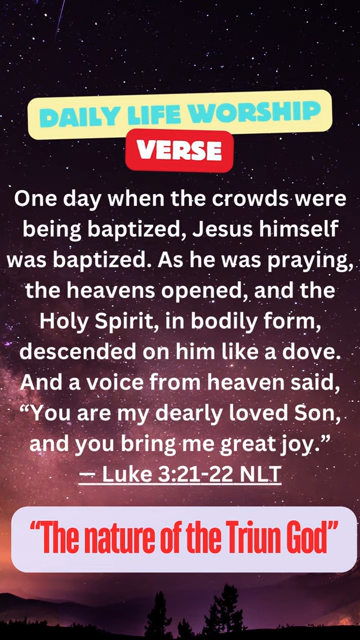 DAILY LIFE WORSHIP
VERSE
One day when the crowds were
being baptized, Jesus himself
was baptized. As he was praying,
the heavens opened, and the
Holy Spirit, in bodily form,
descended on him like a dove.
And a voice from heaven said,
“You are my dearly loved Son,
and you bring me great joy.”
— Luke 3:21-22 NLT
“The nature of the Triun God”